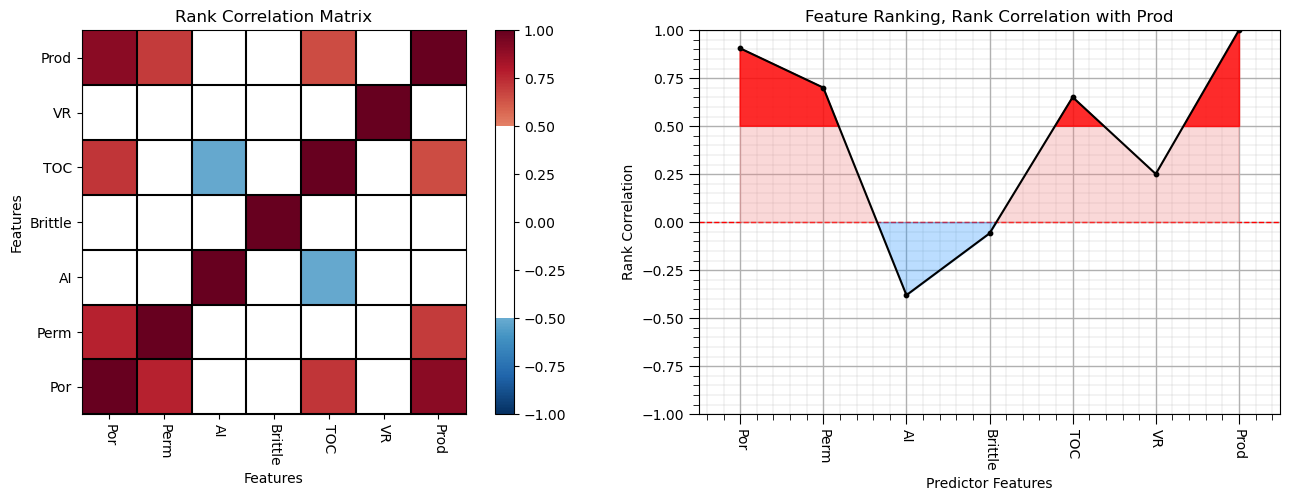 Rank Correlation Matrix
Features
Prod
VR
TOC
Brittle
AI
Perm
Por
Por
Perm
AI
Brittle
TOC
VR
Prod
Features
1.00
0.75
0.50
0.25
0.00
−0.25
−0.50
−0.75
−1.00
Feature Ranking, Rank Correlation with Prod
Rank Correlation
1.00
0.75
0.50
0.25
0.00
−0.25
−0.50
−0.75
−1.00
Por
Perm
AI
Brittle
TOC
VR
Prod
Predictor Features